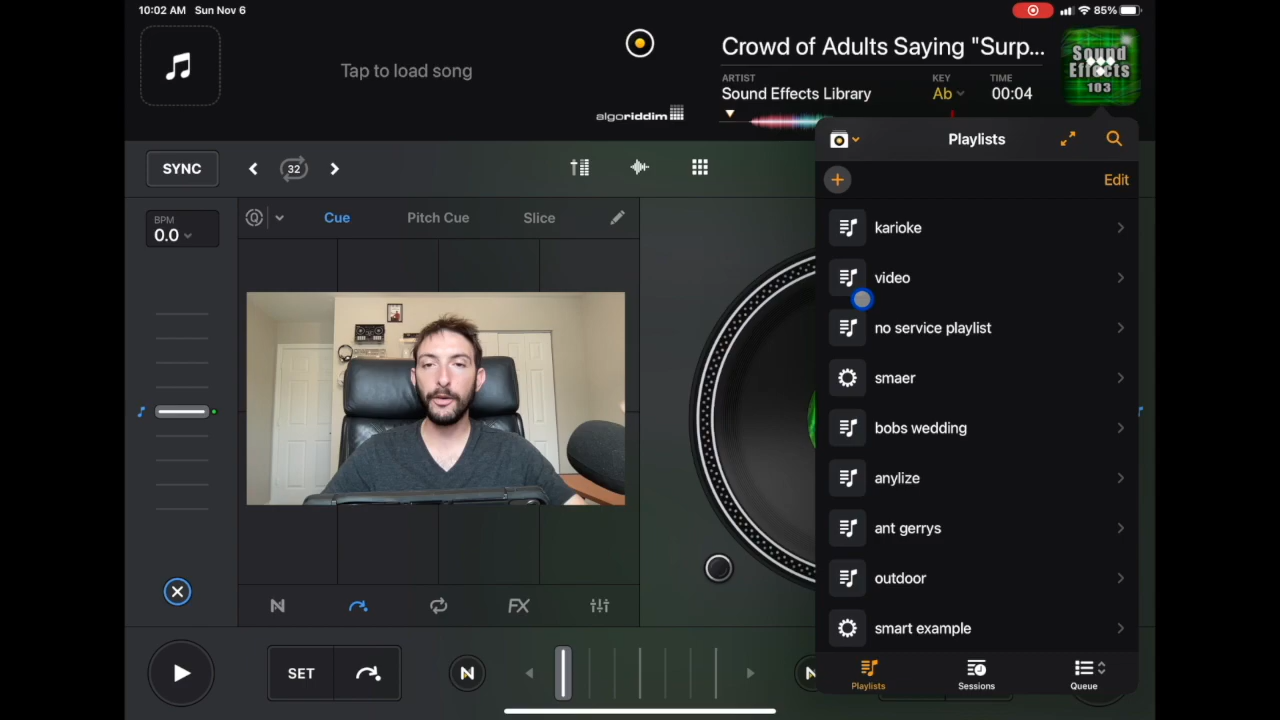 10:02 AM Sun Nov 6
85%
Tap to load song
algoriddim
Crowd of Adults Saying "Surp...
ARTIST
Sound Effects Library
KEY
Ab
TIME
00:04
Sound
Effects
103
SYNC
32
BPM
0.0
Cue
Pitch Cue
Slice
FX
SET
N
Playlists
Edit
karioke
video
no service playlist
smaer
bobs wedding
anylize
ant gerrys
outdoor
smart example
Playlists
Sessions
Queue